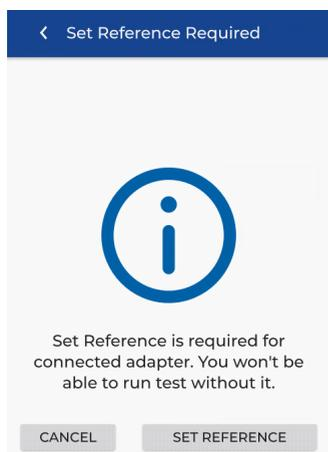 Set Reference Required
Set Reference is required for
connected adapter. You won't be
able to run test without it.
CANCEL
SET REFERENCE